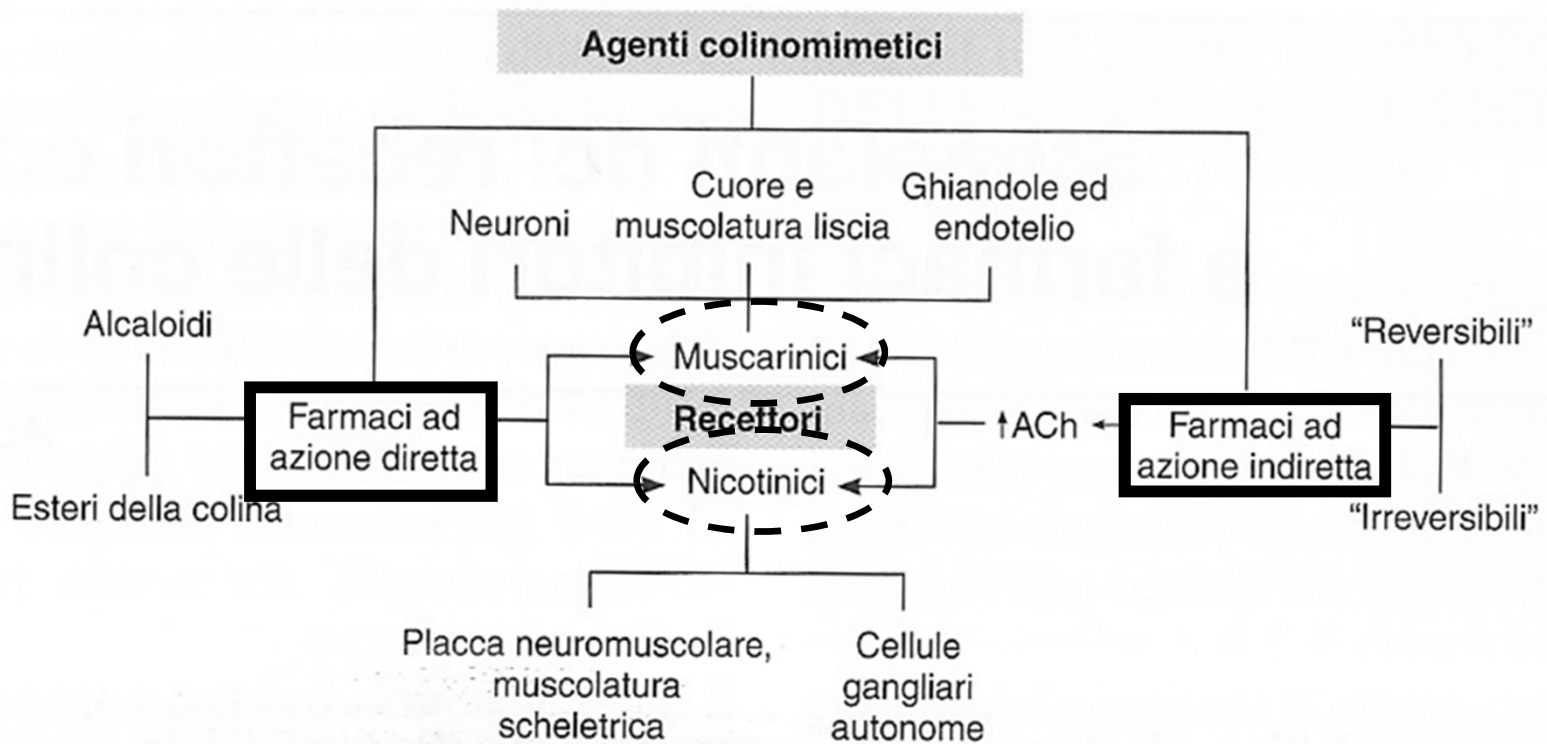 Agenti colinomimetici
Neuroni
Cuore e
muscolatura liscia
Ghiandole ed
endotelio
Alcaloidi
Esteri della colina
Farmaci ad
azione diretta
Muscarinici
Recettori
Nicotinici
↑ACh
Farmaci ad
azione indiretta
“Reversibili”
“Irreversibili”
Placca neuromuscolare,
muscolatura
scheletrica
Cellule
gangliari
autonome